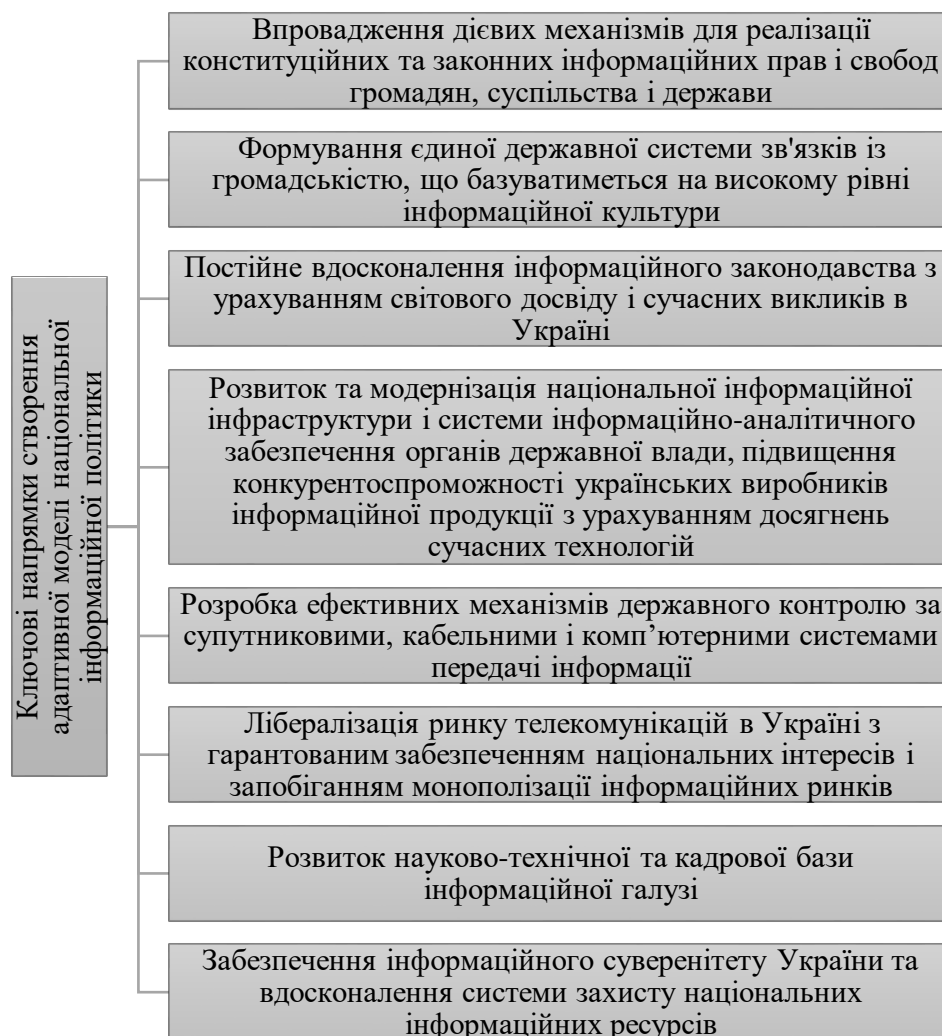 Ключові напрямки створення
адаптивної моделі національної
інформаційної політики
Впровадження дієвих механізмів для реалізації
конституційних та законних інформаційних прав і свобод
громадян, суспільства і держави
Формування єдиної державної системи зв'язків із
громадськістю, що базуватиметься на високому рівні
інформаційної культури
Постійне вдосконалення інформаційного законодавства з
урахуванням світового досвіду і сучасних викликів в
Україні
Розвиток та модернізація національної інформаційної
інфраструктури і системи інформаційно-аналітичного
забезпечення органів державної влади, підвищення
конкурентоспроможності українських виробників
інформаційної продукції з урахуванням досягнень
сучасних технологій
Розробка ефективних механізмів державного контролю за
супутниковими, кабельними і комп’ютерними системами
передачі інформації
Лібералізація ринку телекомунікацій в Україні з
гарантованим забезпеченням національних інтересів і
запобіганням монополізації інформаційних ринків
Розвиток науково-технічної та кадрової бази
інформаційної галузі
Забезпечення інформаційного суверенітету України та
вдосконалення системи захисту національних
інформаційних ресурсів